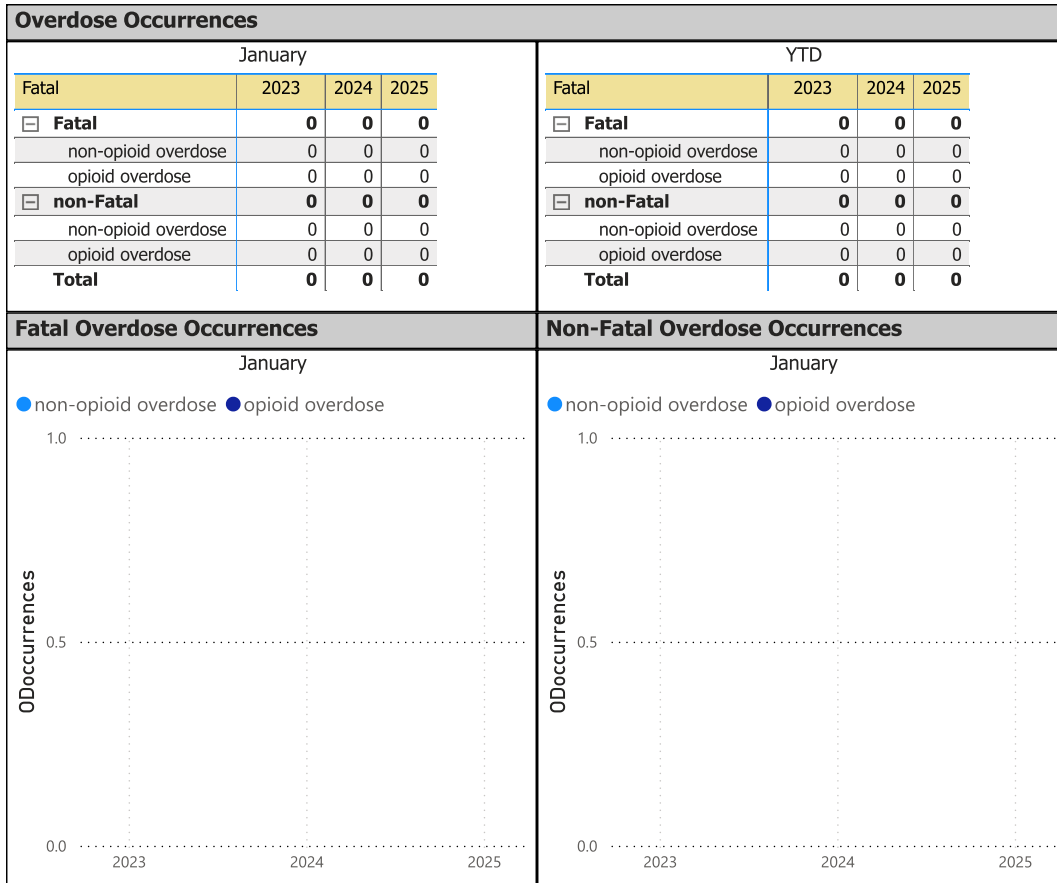 Overdose Occurrences
January
Fatal 2023 2024 2025
Fatal 0 0 0
non-opioid overdose 0 0 0
opioid overdose 0 0 0
non-Fatal 0 0 0
non-opioid overdose 0 0 0
opioid overdose 0 0 0
Total 0 0 0
YTD
Fatal 2023 2024 2025
Fatal 0 0 0
non-opioid overdose 0 0 0
opioid overdose 0 0 0
non-Fatal 0 0 0
non-opioid overdose 0 0 0
opioid overdose 0 0 0
Total 0 0 0
Fatal Overdose Occurrences
January
non-opioid overdose opioid overdose
1.0
0.5
0.0
ODoccurrences
2023 2024 2025
Non-Fatal Overdose Occurrences
January
non-opioid overdose opioid overdose
1.0
0.5
0.0
ODoccurrences
2023 2024 2025